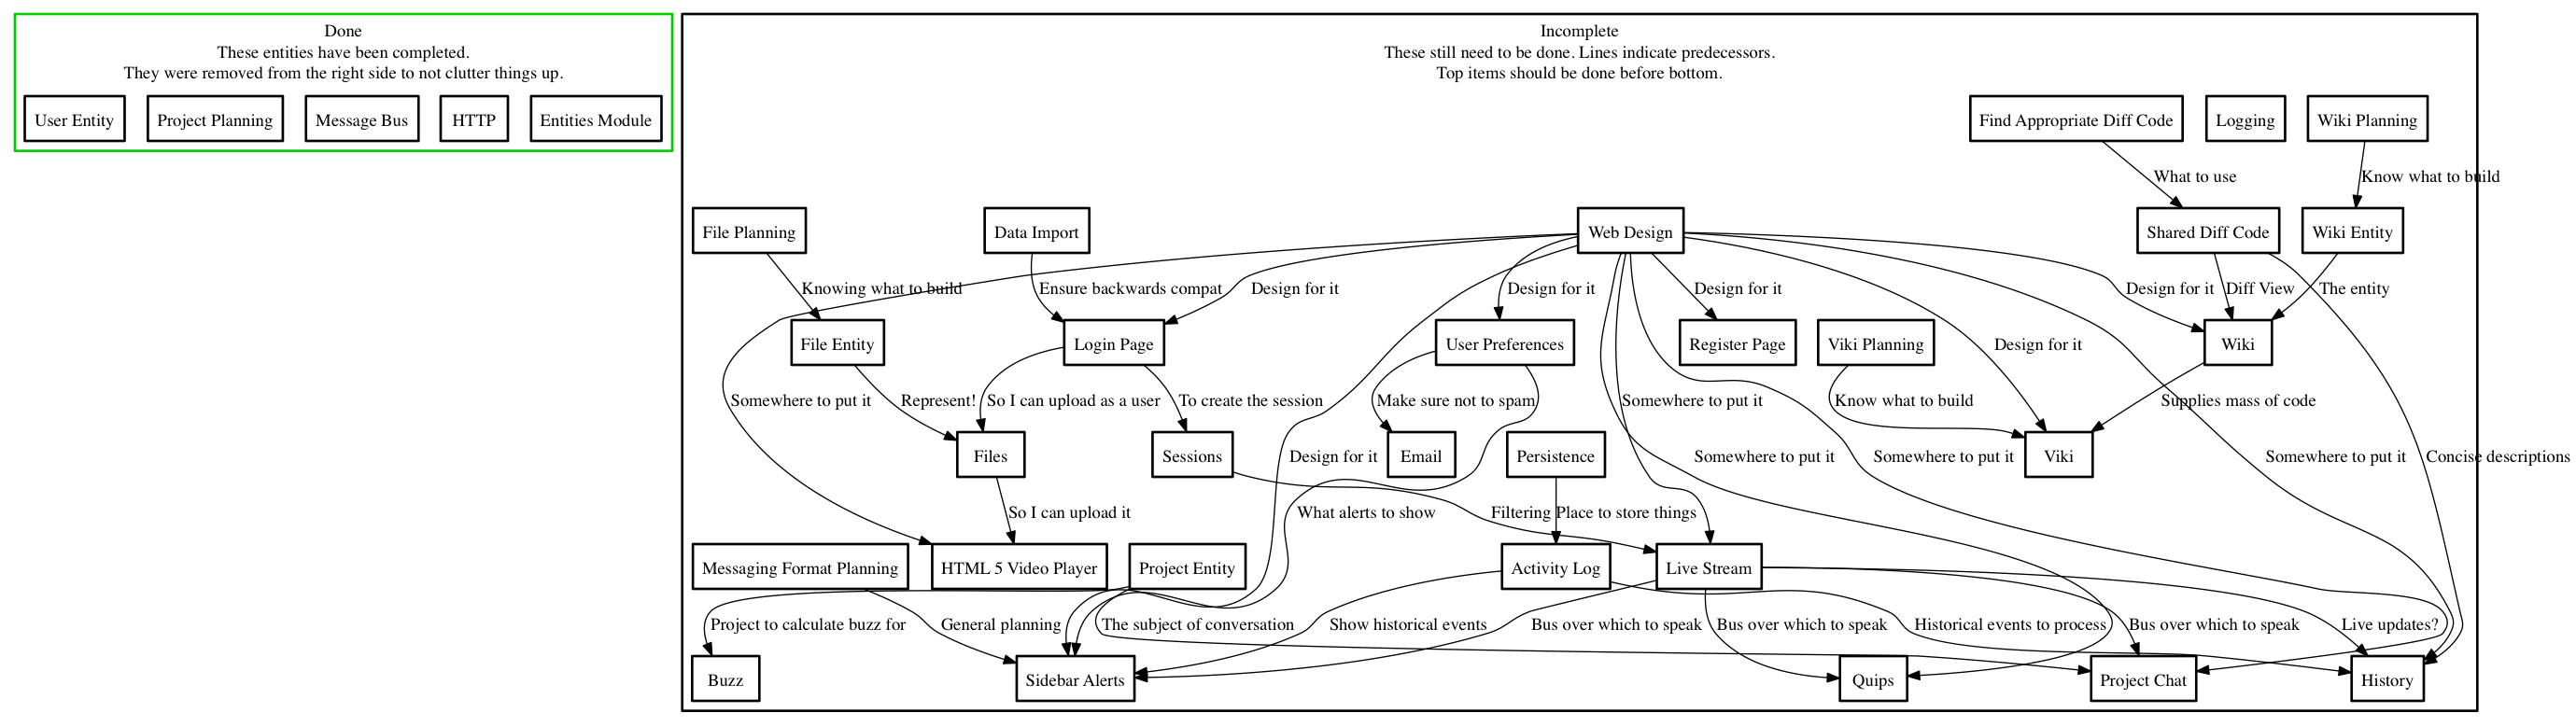 Done
These entities have been completed.
They were removed from the right side to not clutter things up.
User Entity
Project Planning
Message Bus
HTTP
Entities Module
Incomplete
These still need to be done. Lines indicate predecessors.
Top items should be done before bottom.
Find Appropriate Diff Code
Logging
Wiki Planning
What to use
Know what to build
File Planning
Data Import
Web Design
Shared Diff Code
Wiki Entity
Knowing what to build
Ensure backwards compat
Design for it
Design for it
Design for it
Design for it
Diff View
The entity
File Entity
Login Page
User Preferences
Register Page
Viki Planning
Design for it
Wiki
Somewhere to put it
Represent!
So I can upload as a user
To create the session
Make sure not to spam
Somewhere to put it
Know what to build
Supplies mass of code
Files
Sessions
Design for it
Email
Persistence
Somewhere to put it
Somewhere to put it
Viki
Somewhere to put it
Concise descriptions
So I can upload it
What alerts to show
Filtering
Place to store things
Messaging Format Planning
HTML 5 Video Player
Project Entity
Activity Log
Live Stream
Project to calculate buzz for
General planning
The subject of conversation
Show historical events
Bus over which to speak
Bus over which to speak
Historical events to process
Bus over which to speak
Live updates?
Buzz
Sidebar Alerts
Quips
Project Chat
History